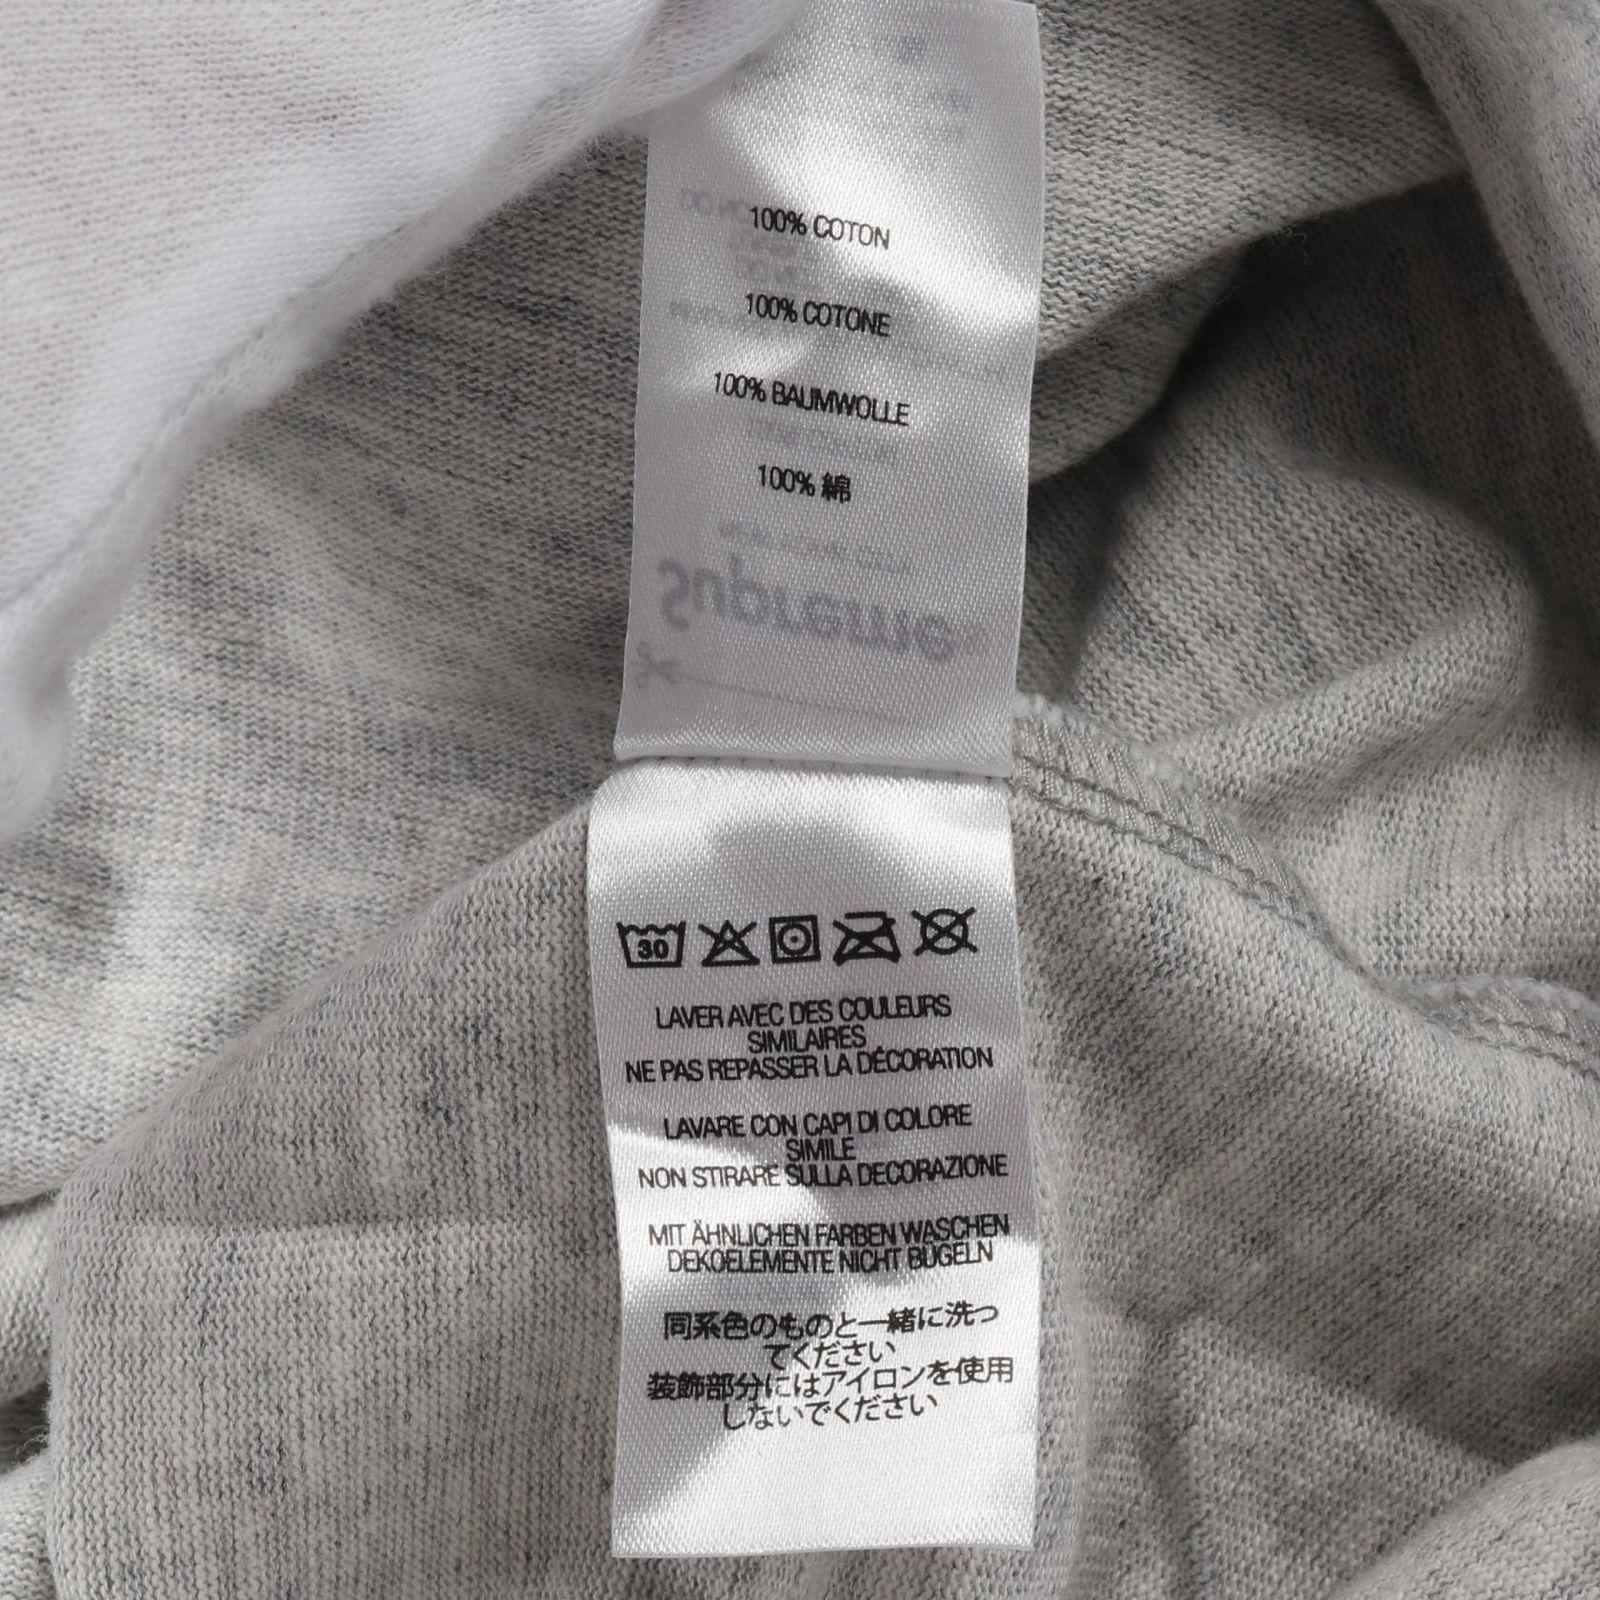 100% COTON
100% COTONE
100% BAUMWOLLE
100% 綿
Supreme
30
LAVER AVEC DES COULEURS
SIMILAIRES
NE PAS REPASSER LA DÉCORATION
LAVARE CON CAPI DI COLORE
SIMILE
NON STIRARE SULLA DECORAZIONE
MIT ÄHNLICHEN FARBEN WASCHEN
DEKOELEMENTE NICHT BÜGELN
同系色のものと一緒に洗っ
てください
装飾部分にはアイロンを使用
しないでください